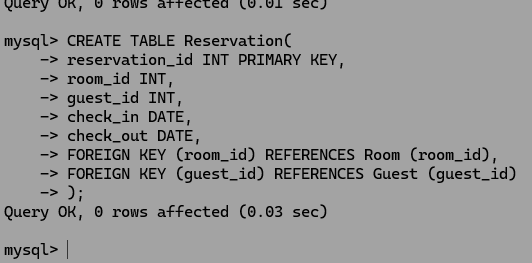 Query OK, 0 rows affected (0.01 sec)
mysql> CREATE TABLE Reservation(
    -> reservation_id INT PRIMARY KEY,
    -> room_id INT,
    -> guest_id INT,
    -> check_in DATE,
    -> check_out DATE,
    -> FOREIGN KEY (room_id) REFERENCES Room (room_id),
    -> FOREIGN KEY (guest_id) REFERENCES Guest (guest_id)
    -> );
Query OK, 0 rows affected (0.03 sec)
mysql>